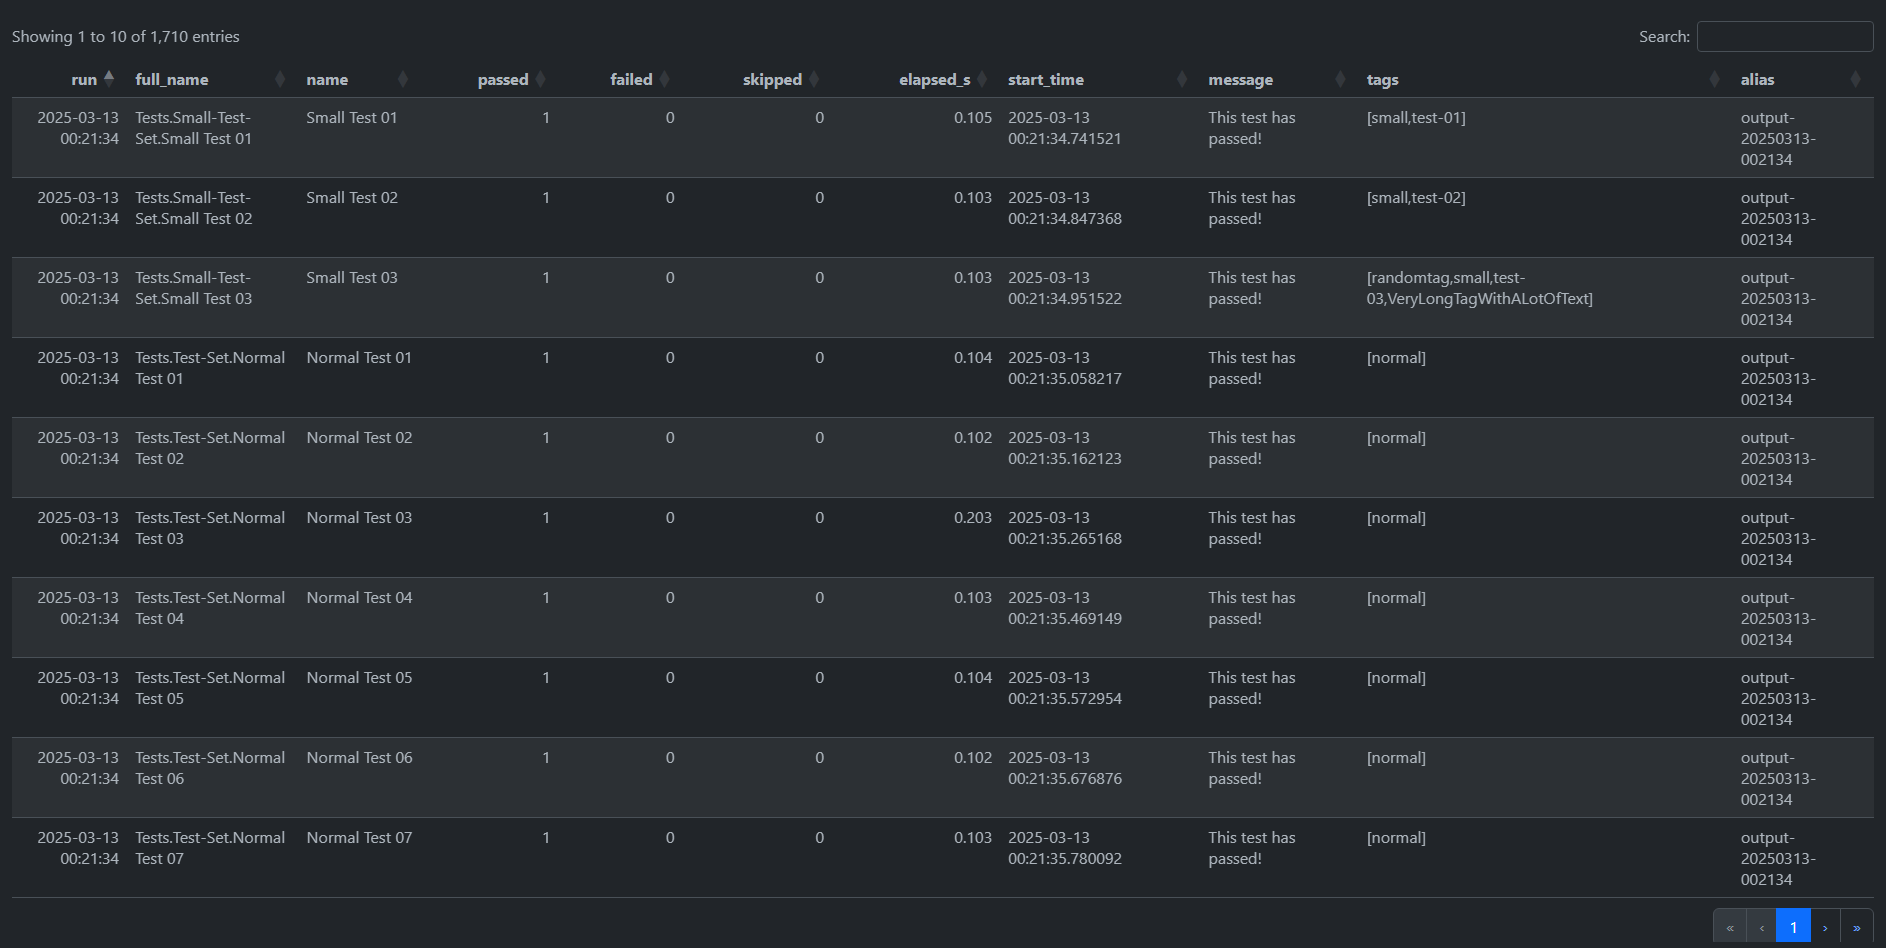 Showing 1 to 10 of 1,710 entries Search:
run full_name name passed failed skipped elapsed_s start_time message tags alias
2025-03-13 Tests.Small-Test- Small Test 01 1 0 0 0.105 2025-03-13 This test has [small,test-01] output-
00:21:34 Set.Small Test 01 00:21:34.741521 passed! 20250313-
002134
2025-03-13 Tests.Small-Test- Small Test 02 1 0 0 0.103 2025-03-13 This test has [small,test-02] output-
00:21:34 Set.Small Test 02 00:21:34.847368 passed! 20250313-
002134
2025-03-13 Tests.Small-Test- Small Test 03 1 0 0 0.103 2025-03-13 This test has [randomtag,small,test- output-
00:21:34 Set.Small Test 03 00:21:34.951522 passed! 03,VeryLongTagWithALotOfText] 20250313-
002134
2025-03-13 Tests.Test-Set.Normal Normal Test 01 1 0 0 0.104 2025-03-13 This test has [normal] output-
00:21:34 Test 01 00:21:35.058217 passed! 20250313-
002134
2025-03-13 Tests.Test-Set.Normal Normal Test 02 1 0 0 0.102 2025-03-13 This test has [normal] output-
00:21:34 Test 02 00:21:35.162123 passed! 20250313-
002134
2025-03-13 Tests.Test-Set.Normal Normal Test 03 1 0 0 0.203 2025-03-13 This test has [normal] output-
00:21:34 Test 03 00:21:35.265168 passed! 20250313-
002134
2025-03-13 Tests.Test-Set.Normal Normal Test 04 1 0 0 0.103 2025-03-13 This test has [normal] output-
00:21:34 Test 04 00:21:35.469149 passed! 20250313-
002134
2025-03-13 Tests.Test-Set.Normal Normal Test 05 1 0 0 0.104 2025-03-13 This test has [normal] output-
00:21:34 Test 05 00:21:35.572954 passed! 20250313-
002134
2025-03-13 Tests.Test-Set.Normal Normal Test 06 1 0 0 0.102 2025-03-13 This test has [normal] output-
00:21:34 Test 06 00:21:35.676876 passed! 20250313-
002134
2025-03-13 Tests.Test-Set.Normal Normal Test 07 1 0 0 0.103 2025-03-13 This test has [normal] output-
00:21:34 Test 07 00:21:35.780092 passed! 20250313-
002134
« ‹ 1 › »